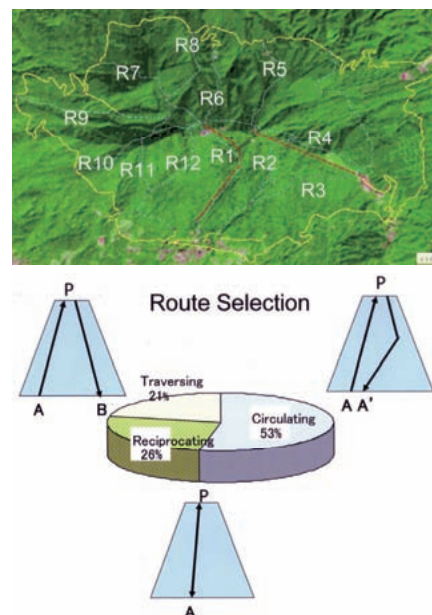 R8
R7
R5
R6
R9
R4
R10
R11
R12
R1
R2
R3
P
Route Selection
P
A
B
A A'
Traversing
21%
Circulating
53%
Reciprocating
26%
P
A